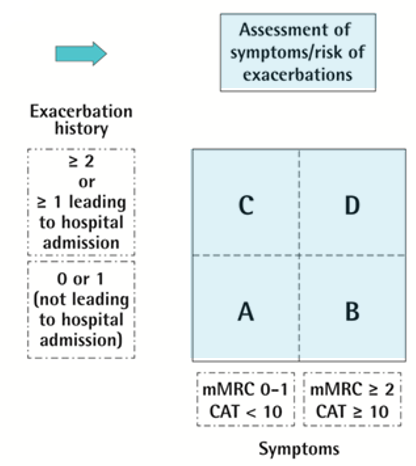 Assessment of
symptoms/risk of
exacerbations
Exacerbation
history
≥ 2
or
≥ 1 leading
to hospital
admission
0 or 1
(not leading
to hospital
admission)
C
D
A
B
mMRC 0–1
CAT < 10
mMRC ≥ 2
CAT ≥ 10
Symptoms